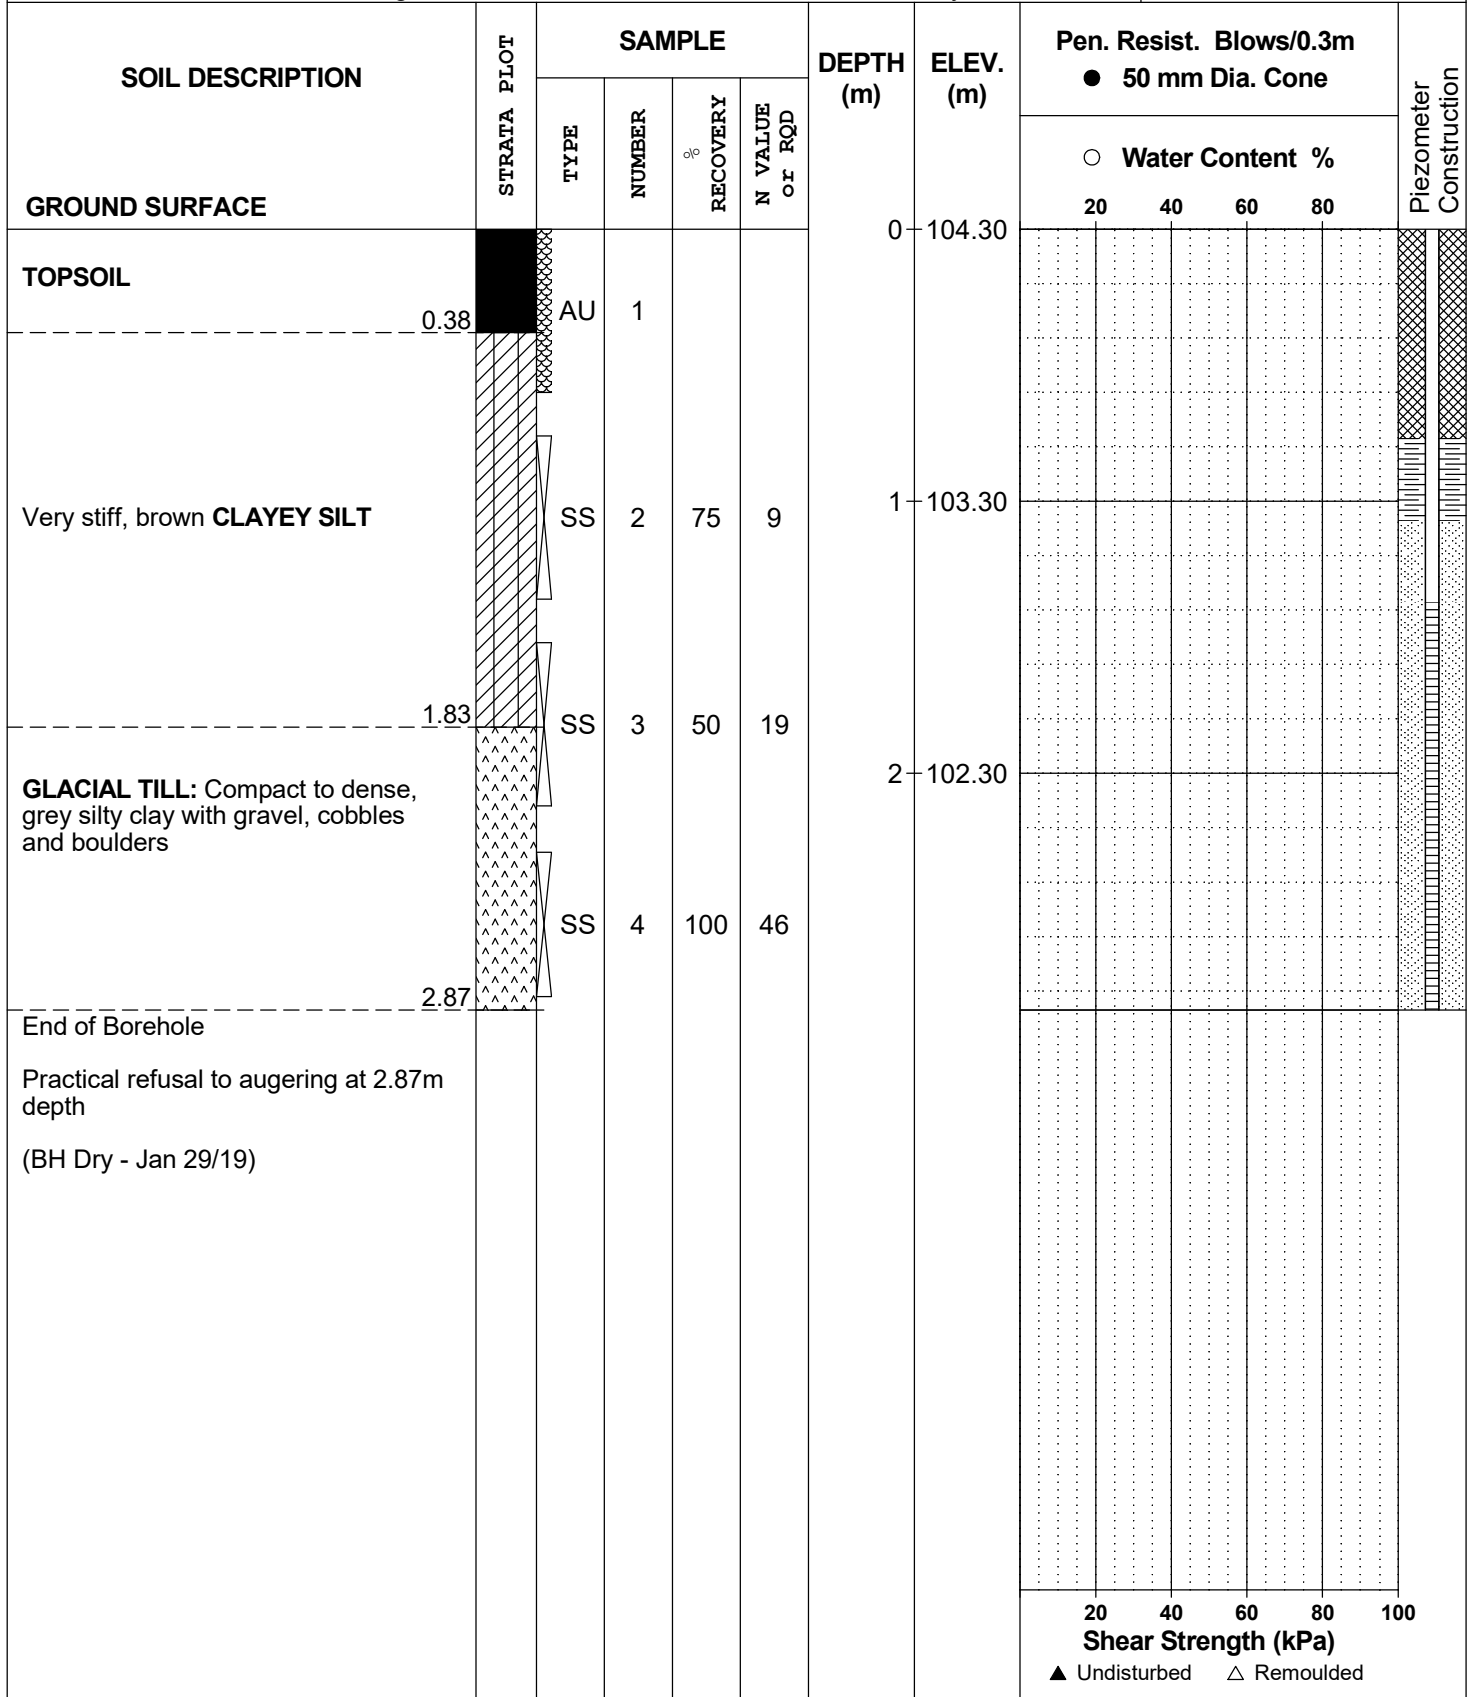 SOIL DESCRIPTION
GROUND SURFACE
STRATA PLOT
SAMPLE
TYPE
NUMBER
% RECOVERY
N VALUE or RQD
DEPTH (m)
ELEV. (m)
Pen. Resist. Blows/0.3m
● 50 mm Dia. Cone
○ Water Content %
20 40 60 80
Piezometer Construction
0 104.30
TOPSOIL
0.38
AU 1
Very stiff, brown CLAYEY SILT
SS 2 75 9
1 103.30
1.83
SS 3 50 19
2 102.30
GLACIAL TILL: Compact to dense,
grey silty clay with gravel, cobbles
and boulders
SS 4 100 46
2.87
End of Borehole
Practical refusal to augering at 2.87m
depth
(BH Dry - Jan 29/19)
20 40 60 80 100
Shear Strength (kPa)
▲ Undisturbed △ Remoulded